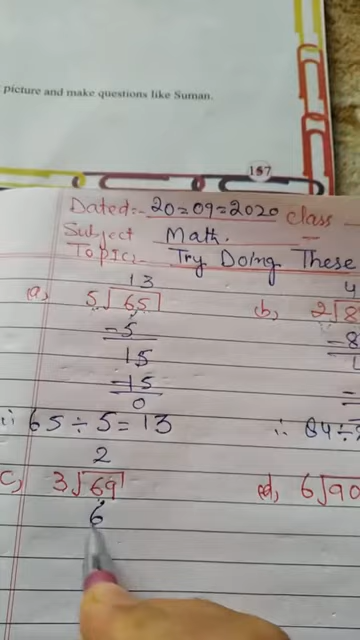 picture and make questions like Suman.
157
Dated:- 20=09=2020 Class
Subject Math.
Topic:- Try Doing These
(a) 5√65 13
-5
15
-15
0
∴ 65 ÷ 5 = 13
(b) 2√8 4
-8
∴ 84 ÷
c) 3√69 2
6
(d) 6√90